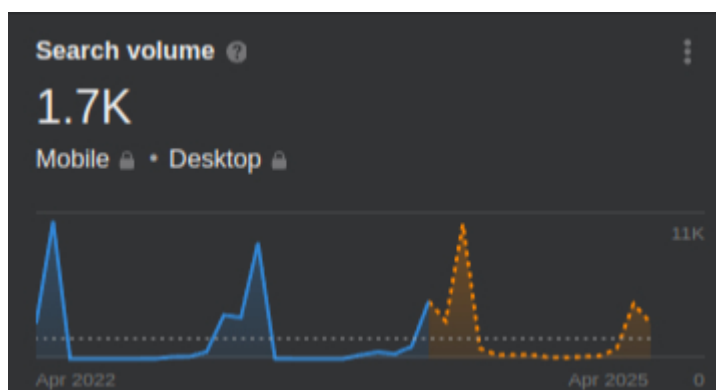 Search volume ?
1.7K
Mobile • Desktop
11K
Apr 2022 Apr 2025 0